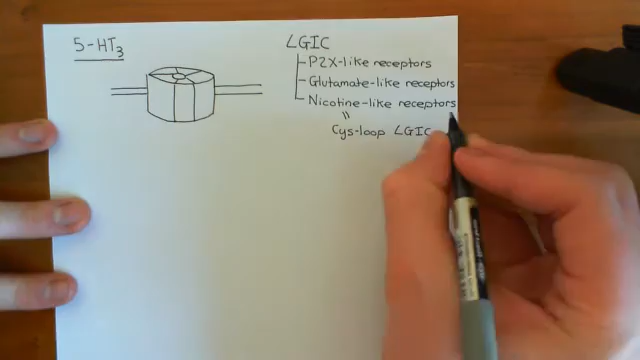 5-HT3
LGIC
P2X-like receptors
Glutamate-like receptors
Nicotine-like receptors
"
Cys-loop LGIC